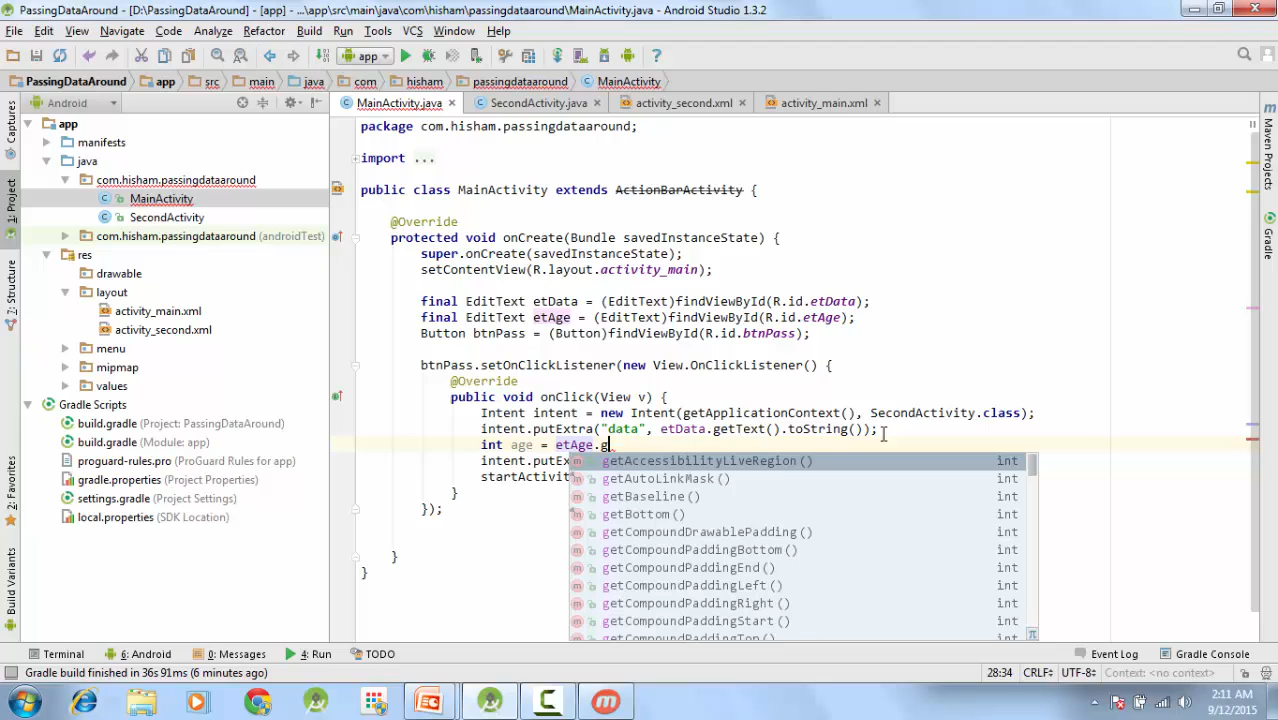 PassingDataAround - [D:\PassingDataAround] - [app] - ...\app\src\main\java\com\hisham\passingdataaround\MainActivity.java - Android Studio 1.3.2
File Edit View Navigate Code Analyze Refactor Build Run Tools VCS Window Help
app
PassingDataAround app src main java com hisham passingdataaround MainActivity
Android
MainActivity.java SecondActivity.java activity_second.xml activity_main.xml
Captures
1: Project
7: Structure
2: Favorites
Build Variants
app
manifests
java
com.hisham.passingdataaround
MainActivity
SecondActivity
com.hisham.passingdataaround (androidTest)
res
drawable
layout
activity_main.xml
activity_second.xml
menu
mipmap
values
Gradle Scripts
build.gradle (Project: PassingDataAround)
build.gradle (Module: app)
proguard-rules.pro (ProGuard Rules for app)
gradle.properties (Project Settings)
settings.gradle (Project Settings)
local.properties (SDK Location)
package com.hisham.passingdataaround;
import ...
public class MainActivity extends ActionBarActivity {
@Override
protected void onCreate(Bundle savedInstanceState) {
super.onCreate(savedInstanceState);
setContentView(R.layout.activity_main);
final EditText etData = (EditText)findViewById(R.id.etData);
final EditText etAge = (EditText)findViewById(R.id.etAge);
Button btnPass = (Button)findViewById(R.id.btnPass);
btnPass.setOnClickListener(new View.OnClickListener() {
@Override
public void onClick(View v) {
Intent intent = new Intent(getApplicationContext(), SecondActivity.class);
intent.putExtra("data", etData.getText().toString());
int age = etAge.g
intent.putEx
startActivit
}
});
}
}
m getAccessibilityLiveRegion() int
m getAutoLinkMask() int
m getBaseline() int
m getBottom() int
m getCompoundDrawablePadding() int
m getCompoundPaddingBottom() int
m getCompoundPaddingEnd() int
m getCompoundPaddingLeft() int
m getCompoundPaddingRight() int
m getCompoundPaddingStart() int
m getCompoundPaddingTop() int
Maven Projects
Gradle
Terminal 6: Android 0: Messages 4: Run TODO Event Log Gradle Console
Gradle build finished in 36s 91ms (6 minutes ago) 28:34 CRLF÷ UTF-8÷ Context: <no context>
2:11 AM
9/12/2015